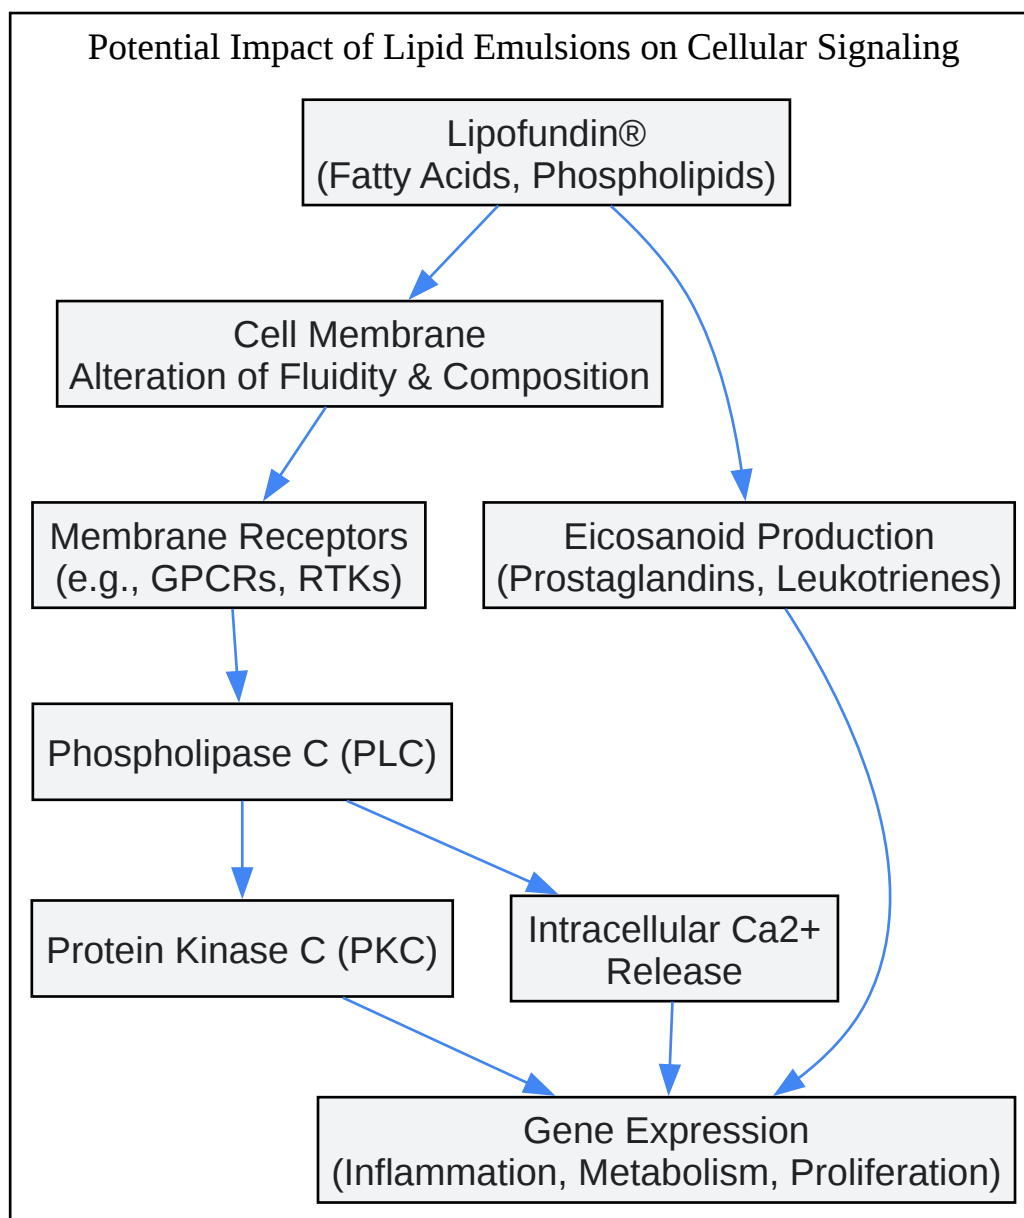 Potential Impact of Lipid Emulsions on Cellular Signaling
Lipofundin®
(Fatty Acids, Phospholipids)
Cell Membrane
Alteration of Fluidity & Composition
Membrane Receptors
(e.g., GPCRs, RTKs)
Eicosanoid Production
(Prostaglandins, Leukotrienes)
Phospholipase C (PLC)
Protein Kinase C (PKC)
Intracellular Ca2+
Release
Gene Expression
(Inflammation, Metabolism, Proliferation)